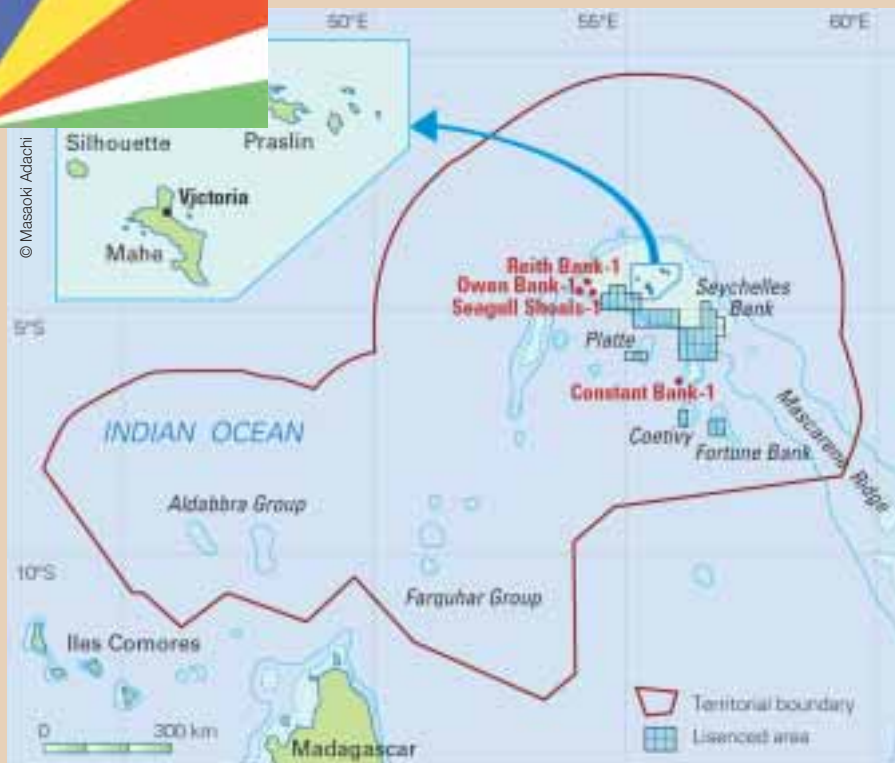 50°E
55°E
60°E
© Masaoki Adachi
Silhouette
Praslin
Victoria
Mahe
Reith Bank-1
Owen Bank-1
Seagull Shoals-1
Seychelles
Bank
5°S
Platte
Constant Bank-1
Coetivy
Fortune Bank
Mascarene
Ridge
INDIAN OCEAN
Aldabbra Group
10°S
Farquhar Group
Iles Comores
0
300 km
Madagascar
Territorial boundary
Lisenced area